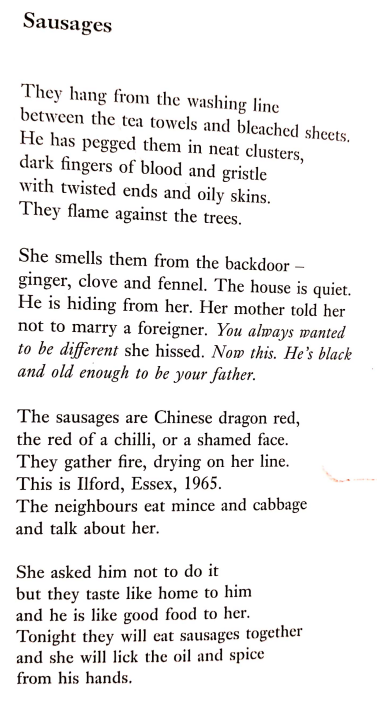 Sausages
They hang from the washing line
between the tea towels and bleached sheets.
He has pegged them in neat clusters,
dark fingers of blood and gristle
with twisted ends and oily skins.
They flame against the trees.
She smells them from the backdoor –
ginger, clove and fennel. The house is quiet.
He is hiding from her. Her mother told her
not to marry a foreigner. You always wanted
to be different she hissed. Now this. He's black
and old enough to be your father.
The sausages are Chinese dragon red,
the red of a chilli, or a shamed face.
They gather fire, drying on her line.
This is Ilford, Essex, 1965.
The neighbours eat mince and cabbage
and talk about her.
She asked him not to do it
but they taste like home to him
and he is like good food to her.
Tonight they will eat sausages together
and she will lick the oil and spice
from his hands.